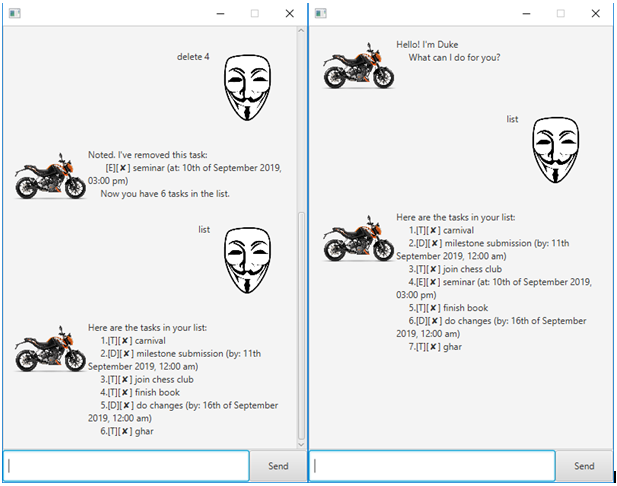 delete 4
Noted. I've removed this task:
[E][✘] seminar (at: 10th of September 2019,
03:00 pm)
Now you have 6 tasks in the list.
list
Here are the tasks in your list:
1.[T][✘] carnival
2.[D][✘] milestone submission (by: 11th
September 2019, 12:00 am)
3.[T][✘] join chess club
4.[T][✘] finish book
5.[D][✘] do changes (by: 16th of September
2019, 12:00 am)
6.[T][✘] ghar
Send
Hello! I'm Duke
What can I do for you?
list
Here are the tasks in your list:
1.[T][✘] carnival
2.[D][✘] milestone submission (by: 11th
September 2019, 12:00 am)
3.[T][✘] join chess club
4.[E][✘] seminar (at: 10th of September 2019,
03:00 pm)
5.[T][✘] finish book
6.[D][✘] do changes (by: 16th of September
2019, 12:00 am)
7.[T][✘] ghar
Send